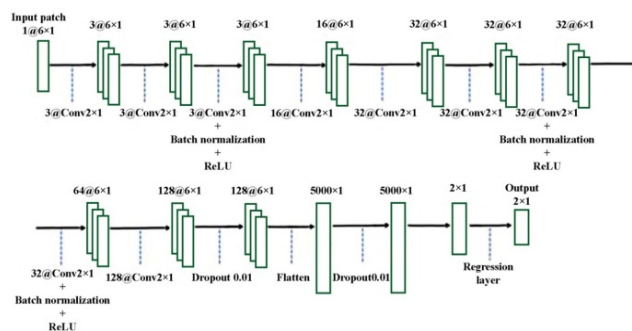 Input patch
1@6×1
3@6×1
3@6×1
3@6×1
16@6×1
32@6×1
32@6×1
32@6×1
3@Conv2×1
3@Conv2×1
3@Conv2×1
+
Batch normalization
+
ReLU
16@Conv2×1
32@Conv2×1
32@Conv2×1
32@Conv2×1
+
Batch normalization
+
ReLU
64@6×1
128@6×1
128@6×1
5000×1
5000×1
2×1
Output
2×1
32@Conv2×1
+
Batch normalization
+
ReLU
128@Conv2×1
Dropout 0.01
Flatten
Dropout0.01
Regression
layer